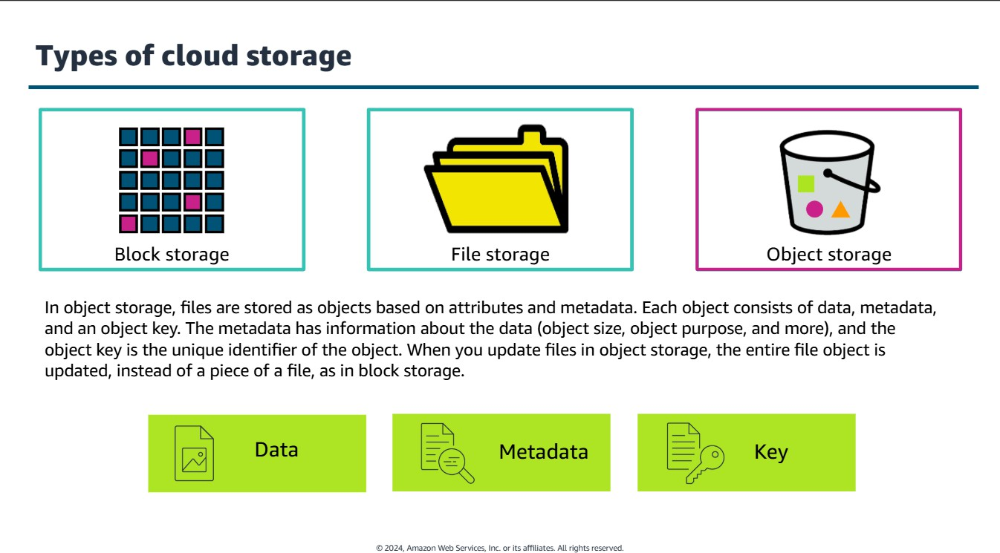 Types of cloud storage
Block storage
File storage
Object storage
In object storage, files are stored as objects based on attributes and metadata. Each object consists of data, metadata,
and an object key. The metadata has information about the data (object size, object purpose, and more), and the
object key is the unique identifier of the object. When you update files in object storage, the entire file object is
updated, instead of a piece of a file, as in block storage.
Data
Metadata
Key
© 2024, Amazon Web Services, Inc. or its affiliates. All rights reserved.